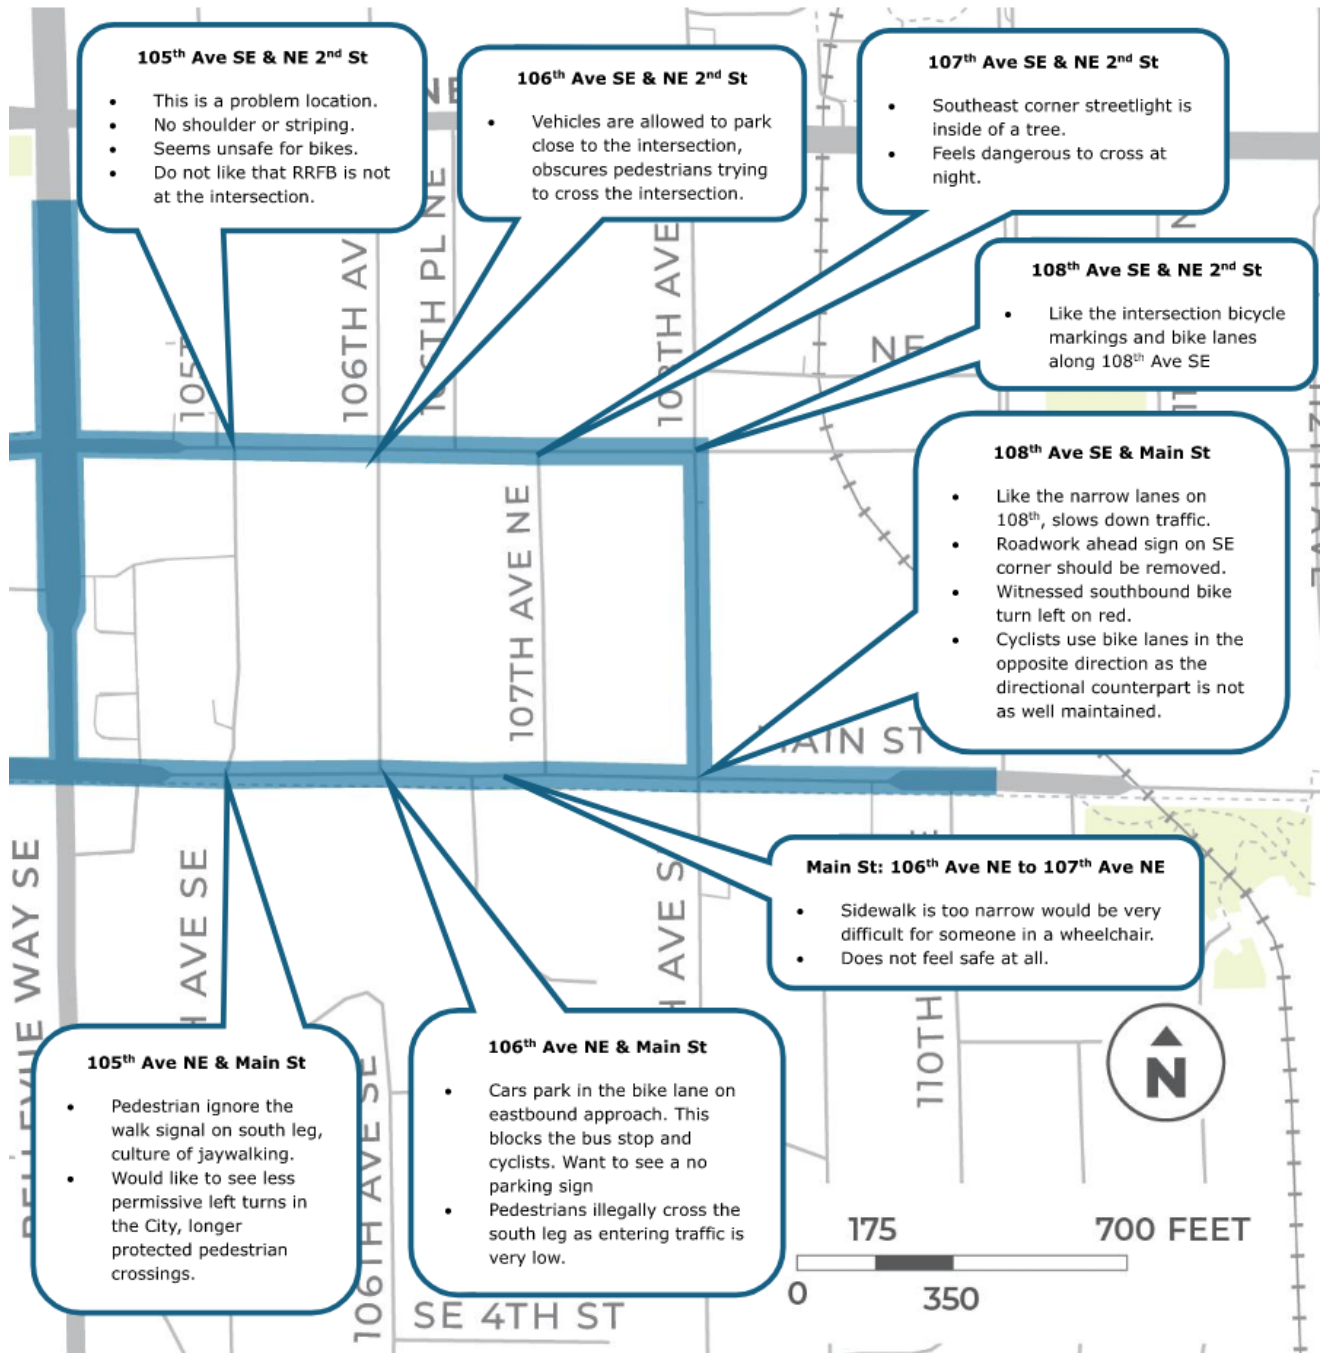 105th Ave SE & NE 2nd St
• This is a problem location.
• No shoulder or striping.
• Seems unsafe for bikes.
• Do not like that RRFB is not
at the intersection.
106th Ave SE & NE 2nd St
• Vehicles are allowed to park
close to the intersection,
obscures pedestrians trying
to cross the intersection.
107th Ave SE & NE 2nd St
• Southeast corner streetlight is
inside of a tree.
• Feels dangerous to cross at
night.
108th Ave SE & NE 2nd St
• Like the intersection bicycle
markings and bike lanes
along 108th Ave SE
108th Ave SE & Main St
• Like the narrow lanes on
108th, slows down traffic.
• Roadwork ahead sign on SE
corner should be removed.
• Witnessed southbound bike
turn left on red.
• Cyclists use bike lanes in the
opposite direction as the
directional counterpart is not
as well maintained.
Main St: 106th Ave NE to 107th Ave NE
• Sidewalk is too narrow would be very
difficult for someone in a wheelchair.
• Does not feel safe at all.
105th Ave NE & Main St
• Pedestrian ignore the
walk signal on south leg,
culture of jaywalking.
• Would like to see less
permissive left turns in
the City, longer
protected pedestrian
crossings.
106th Ave NE & Main St
• Cars park in the bike lane on
eastbound approach. This
blocks the bus stop and
cyclists. Want to see a no
parking sign
• Pedestrians illegally cross the
south leg as entering traffic is
very low.
NE
105T
106TH AV
PL NE
108TH AVE
NE
107TH AVE NE
MAIN ST
WAY SE
AVE SE
106TH AVE SE
AVE S
110TH
SE 4TH ST
N
175
700 FEET
0
350